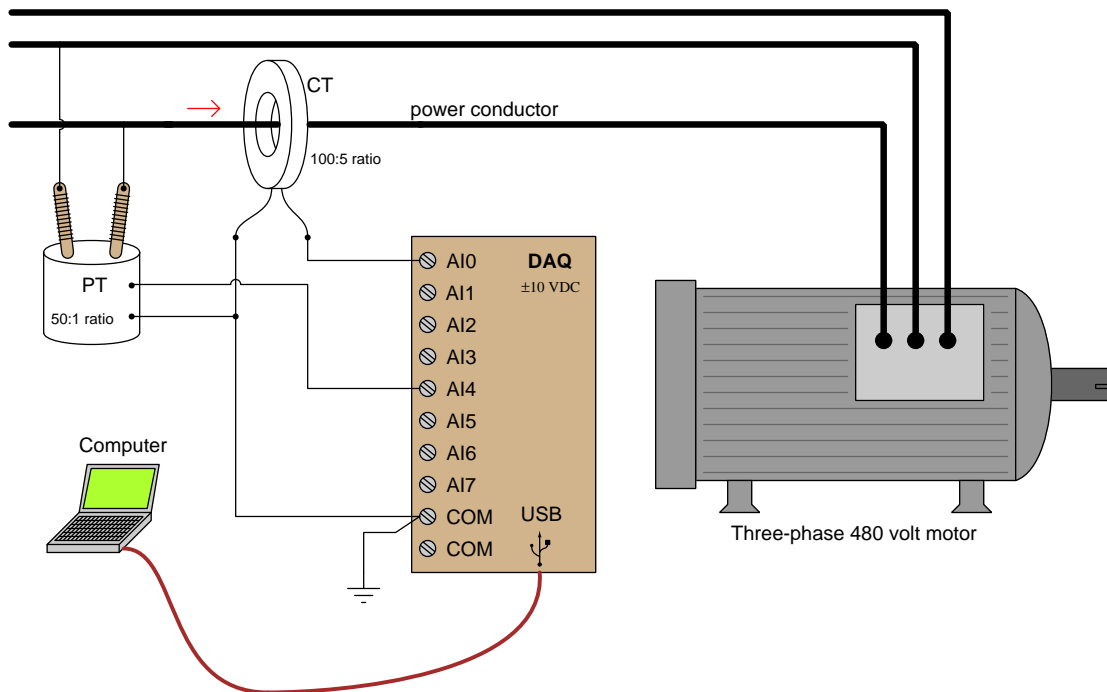 CT
power conductor
100:5 ratio
PT
50:1 ratio
AI0
DAQ
AI1
±10 VDC
AI2
AI3
AI4
AI5
AI6
AI7
COM
USB
COM
Computer
Three-phase 480 volt motor